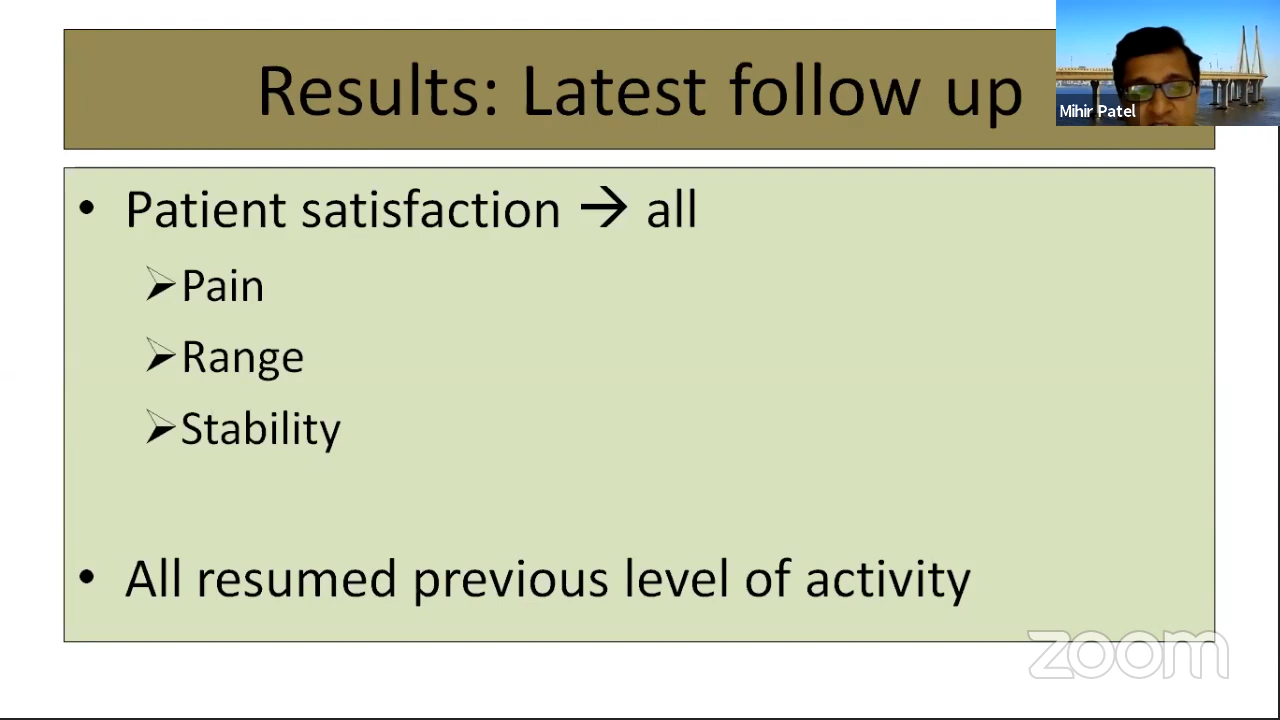 Results: Latest follow up
Mihir Patel
• Patient satisfaction → all
➢Pain
➢Range
➢Stability
• All resumed previous level of activity
zoom